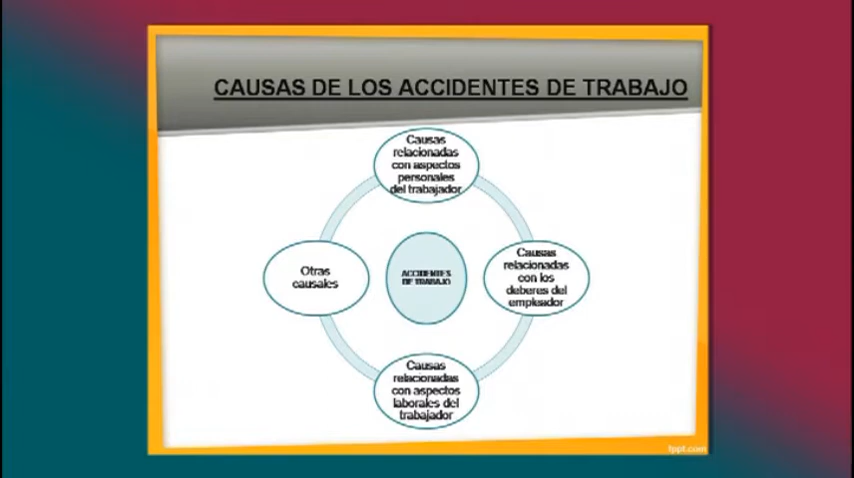 CAUSAS DE LOS ACCIDENTES DE TRABAJO
Causas
relacionadas
con aspectos
personales
del trabajador
Otras
causales
ACCIDENTES
DE TRABAJO
Causas
relacionadas
con los
deberes del
empleador
Causas
relacionadas
con aspectos
laborales del
trabajador
fppt.com